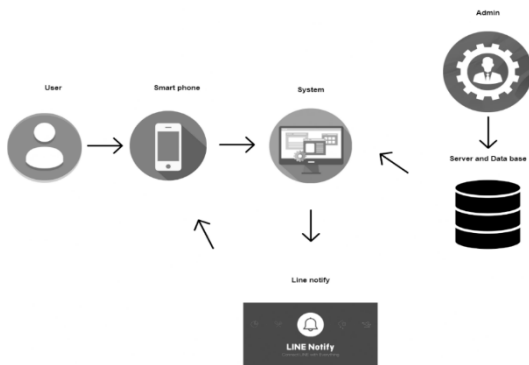 Admin
User
Smart phone
System
Server and Data base
Line notify
LINE Notify